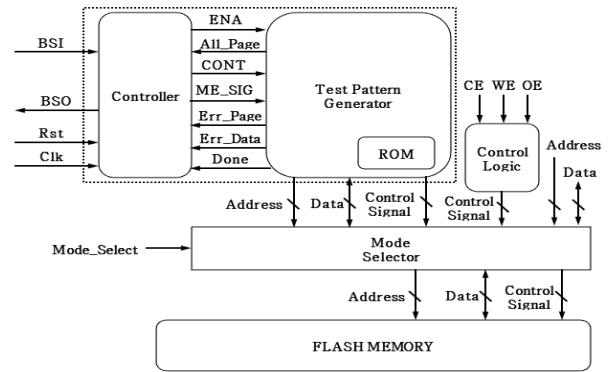 ENA
BSI
All_Page
CONT
Controller
ME_SIG
Test Pattern
Generator
CE WE OE
BSO
Err_Page
Rst
Err_Data
Clk
Done
ROM
Control
Logic
Address
Data
Address
Data
Control
Signal
Control
Signal
Mode_Select
Mode
Selector
Address
Data
Control
Signal
FLASH MEMORY